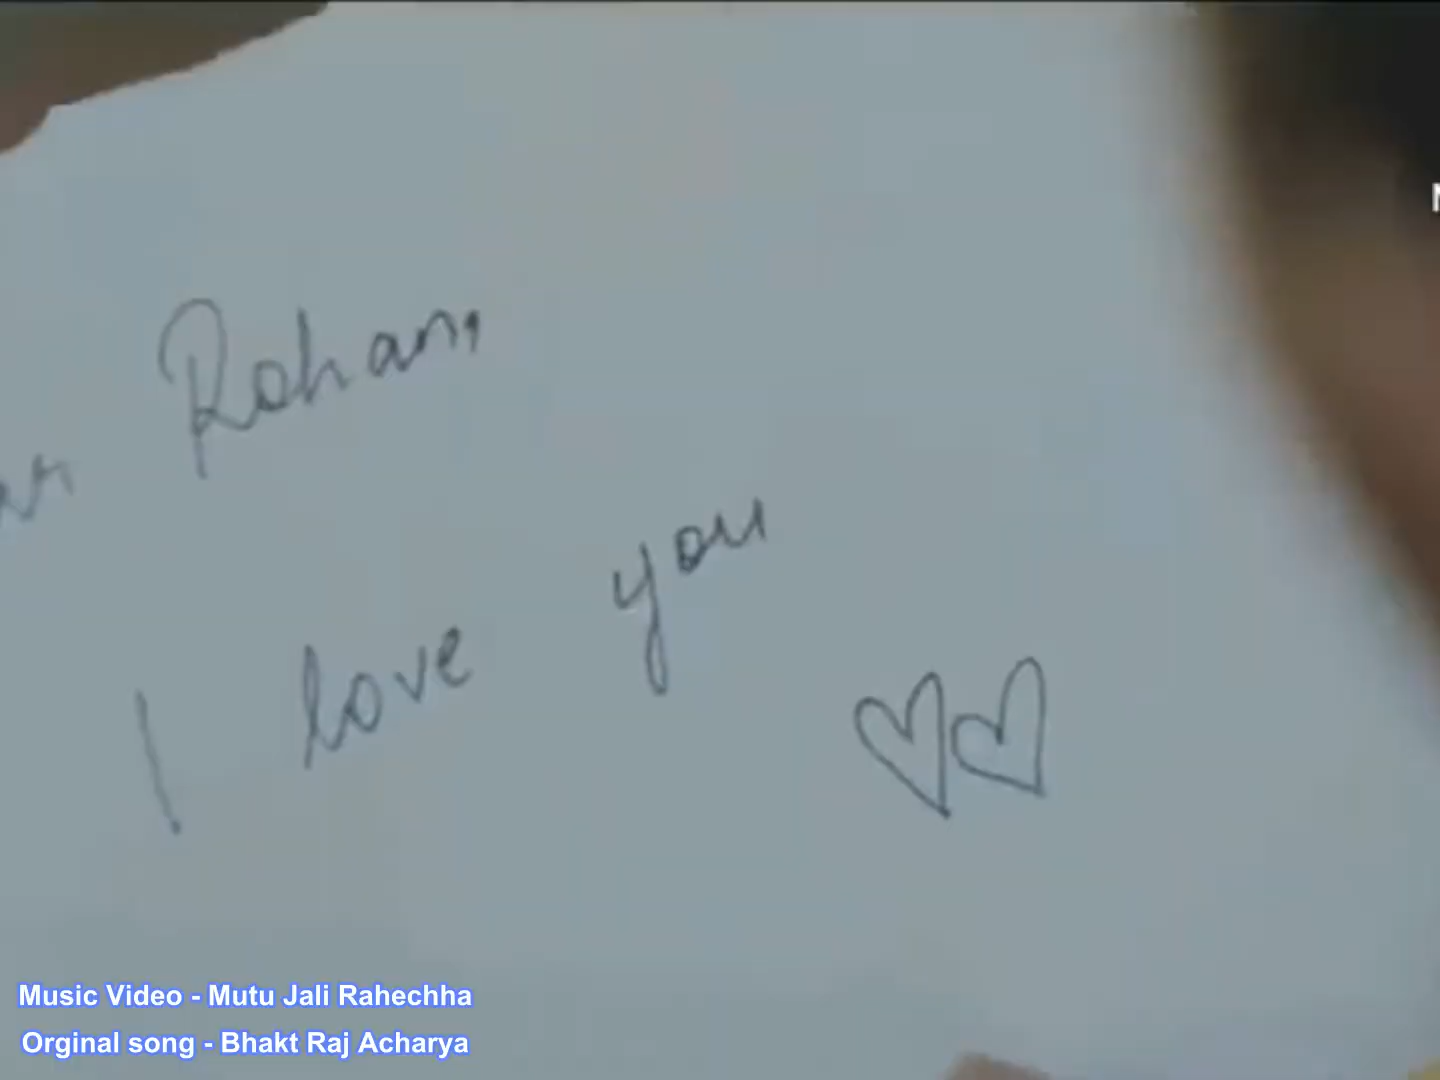 Rohan,
I love you
Music Video - Mutu Jali Rahechha
Orginal song - Bhakt Raj Acharya